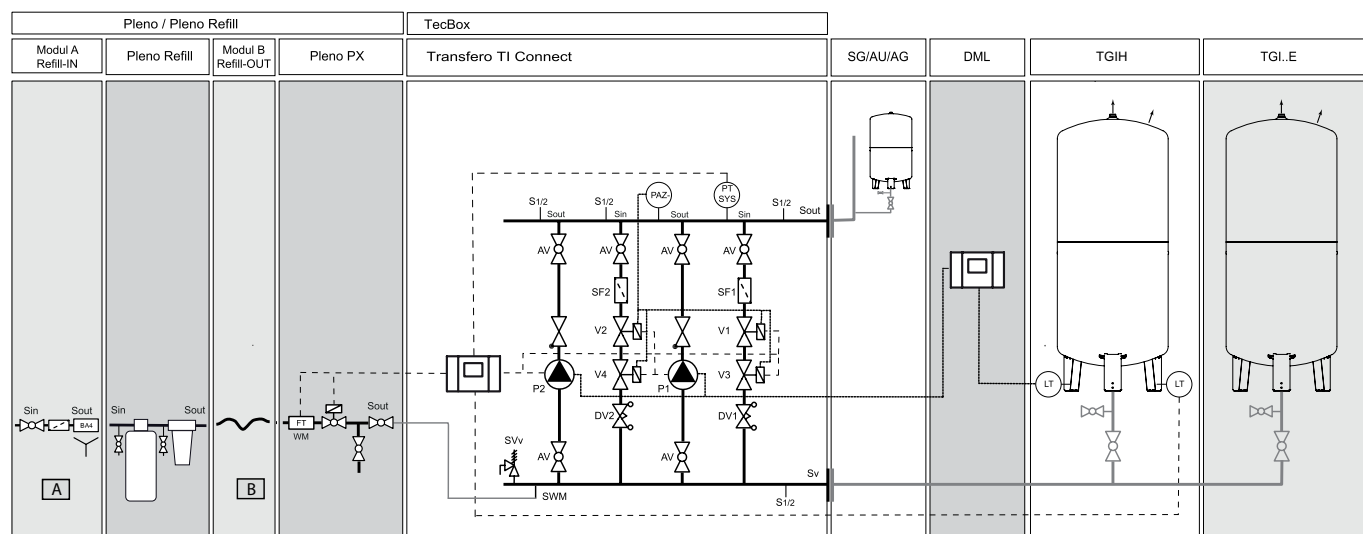 Pleno / Pleno Refill
TecBox
Modul A
Refill-IN
Pleno Refill
Modul B
Refill-OUT
Pleno PX
Transfero TI Connect
SG/AU/AG
DML
TGIH
TGI..E
PAZ-
PT
SYS
S1/2
Sout
S1/2
Sin
Sout
Sin
S1/2
Sout
AV
AV
AV
AV
SF2
SF1
V2
V1
P2
V4
P1
V3
LT
LT
Sin
Sout
BA4
Sin
Sout
FT
WM
Sout
DV2
DV1
SVv
AV
AV
Sv
A
B
SWM
S1/2